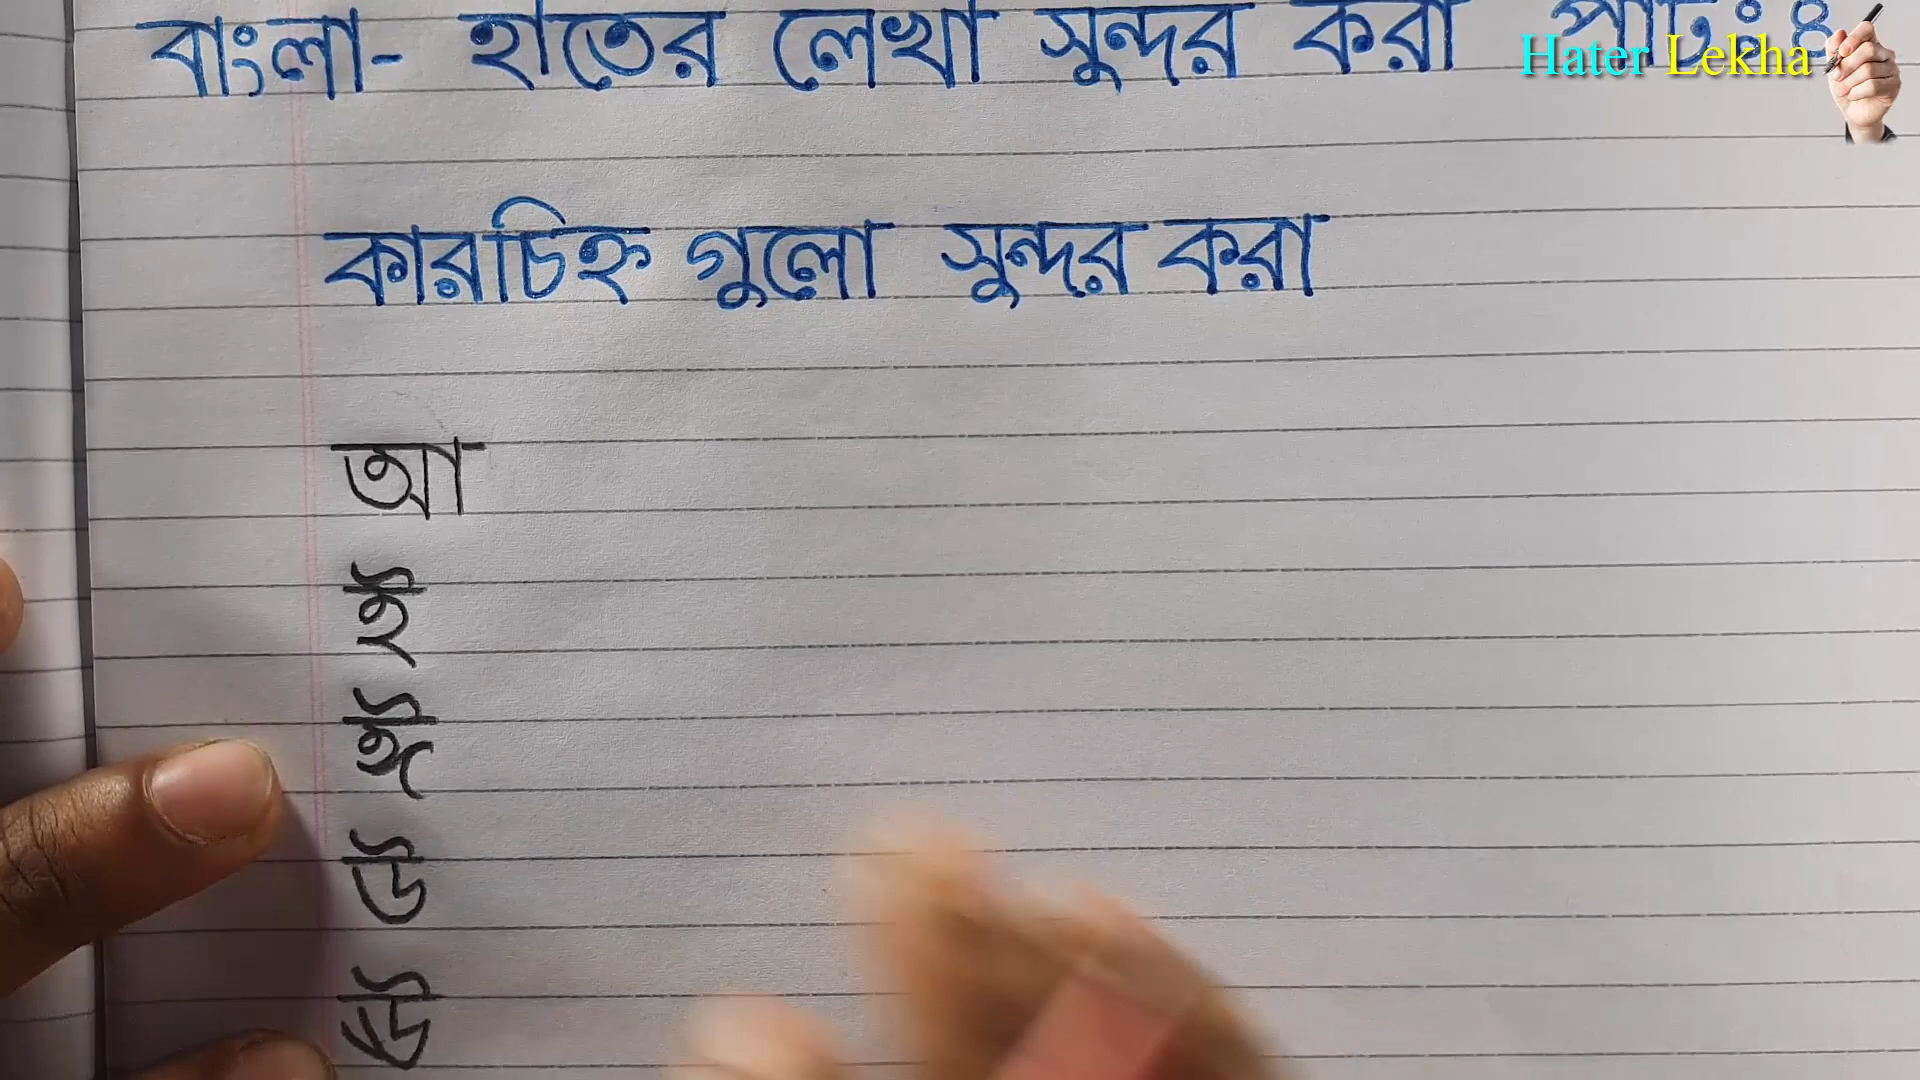 বাংলা- হাতের লেখা সুন্দর করা পার্টঃ ৪
Hater Lekha
কারচিহ্ন গুলো সুন্দর করা
আ
ই
ঈ
উ
ঊ